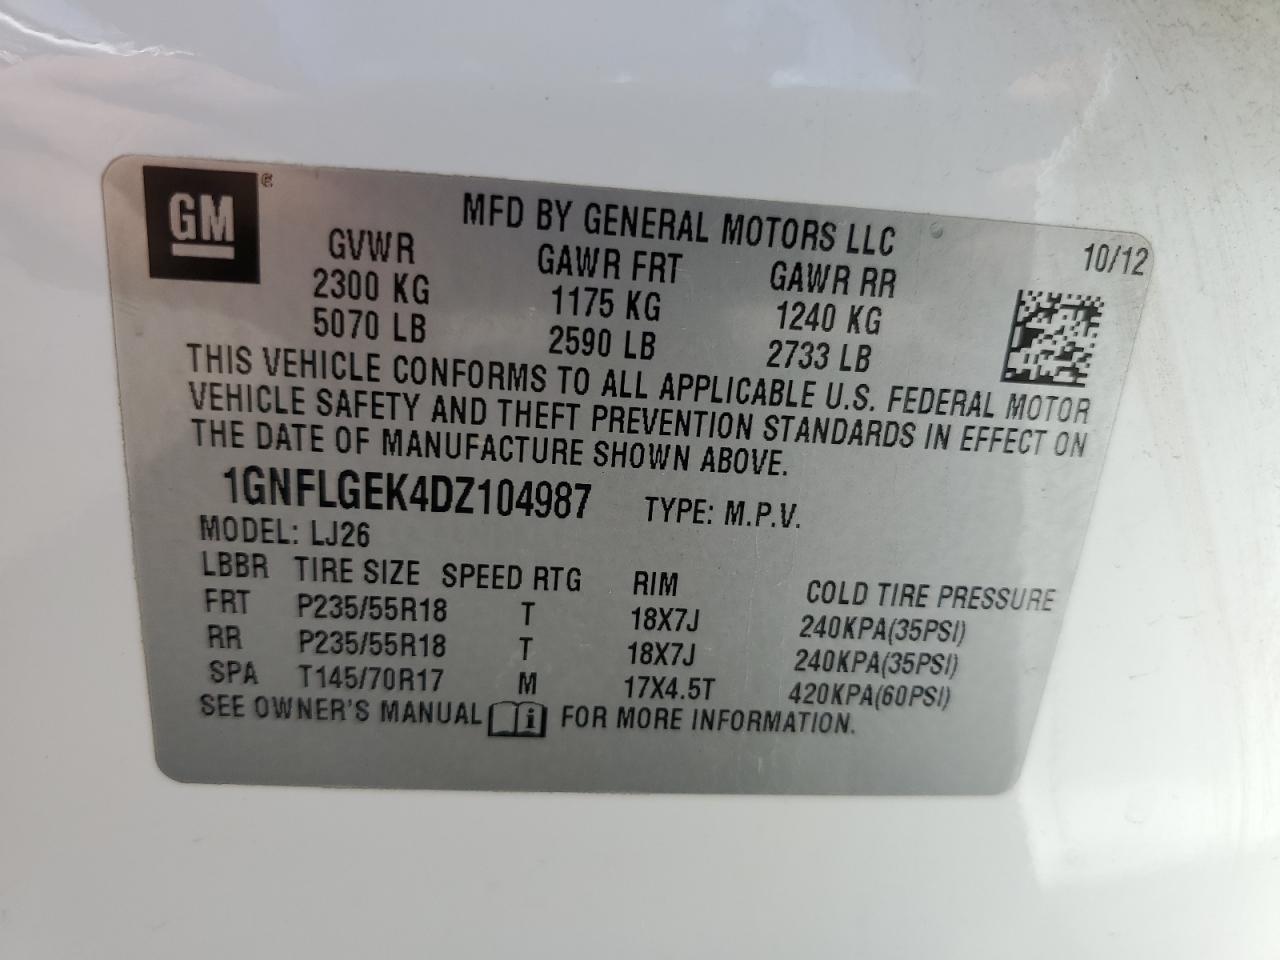 GM ®
MFD BY GENERAL MOTORS LLC
10/12
GVWR GAWR FRT GAWR RR
2300 KG 1175 KG 1240 KG
5070 LB 2590 LB 2733 LB
THIS VEHICLE CONFORMS TO ALL APPLICABLE U.S. FEDERAL MOTOR
VEHICLE SAFETY AND THEFT PREVENTION STANDARDS IN EFFECT ON
THE DATE OF MANUFACTURE SHOWN ABOVE.
1GNFLGEK4DZ104987 TYPE: M.P.V.
MODEL: LJ26
LBBR TIRE SIZE SPEED RTG RIM COLD TIRE PRESSURE
FRT P235/55R18 T 18X7J 240KPA(35PSI)
RR P235/55R18 T 18X7J 240KPA(35PSI)
SPA T145/70R17 M 17X4.5T 420KPA(60PSI)
SEE OWNER'S MANUAL i FOR MORE INFORMATION.